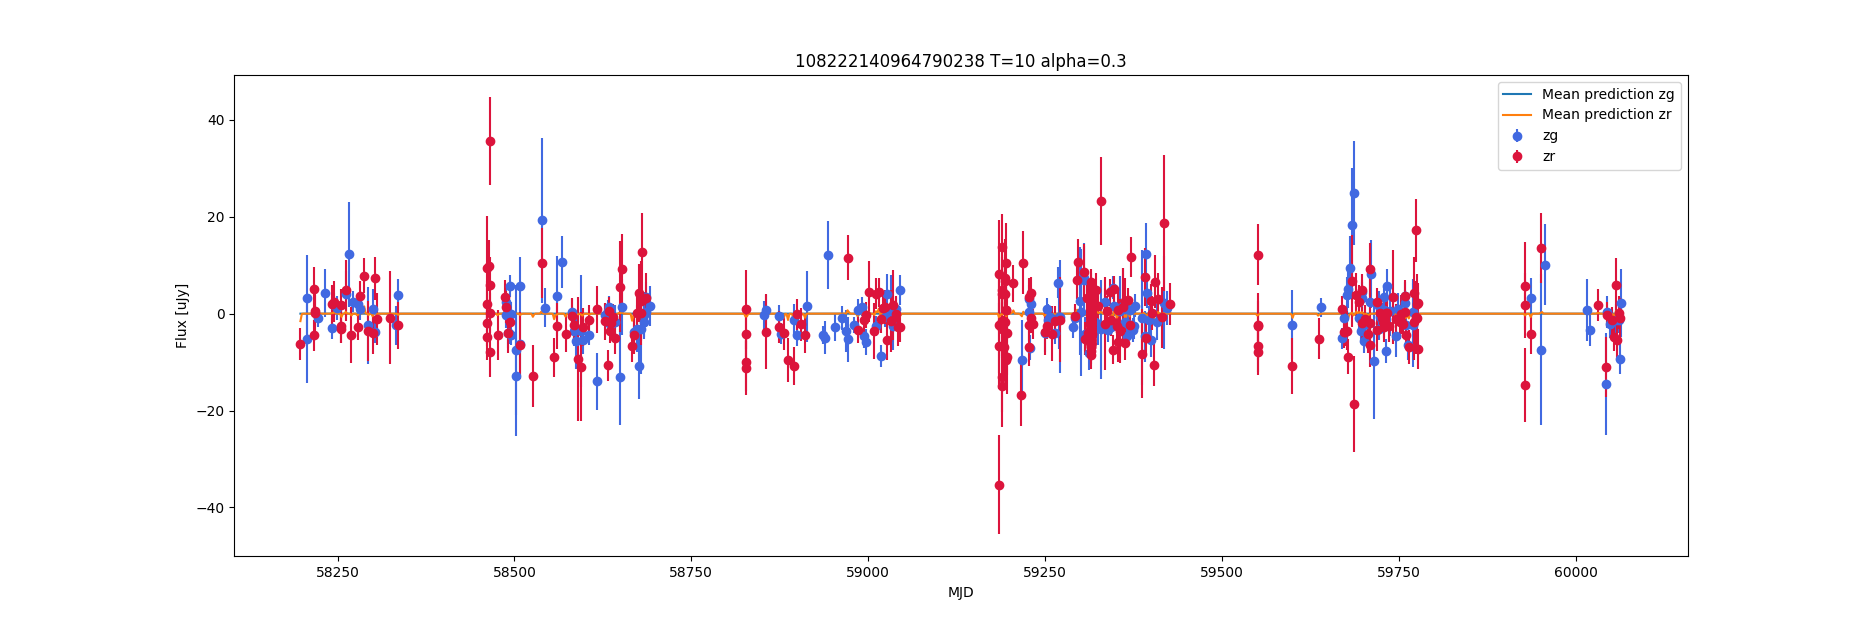 108222140964790238 T=10 alpha=0.3
Mean prediction zg
Mean prediction zr
zg
zr
Flux [uJy]
40
20
0
−20
−40
58250 58500 58750 59000 59250 59500 59750 60000
MJD